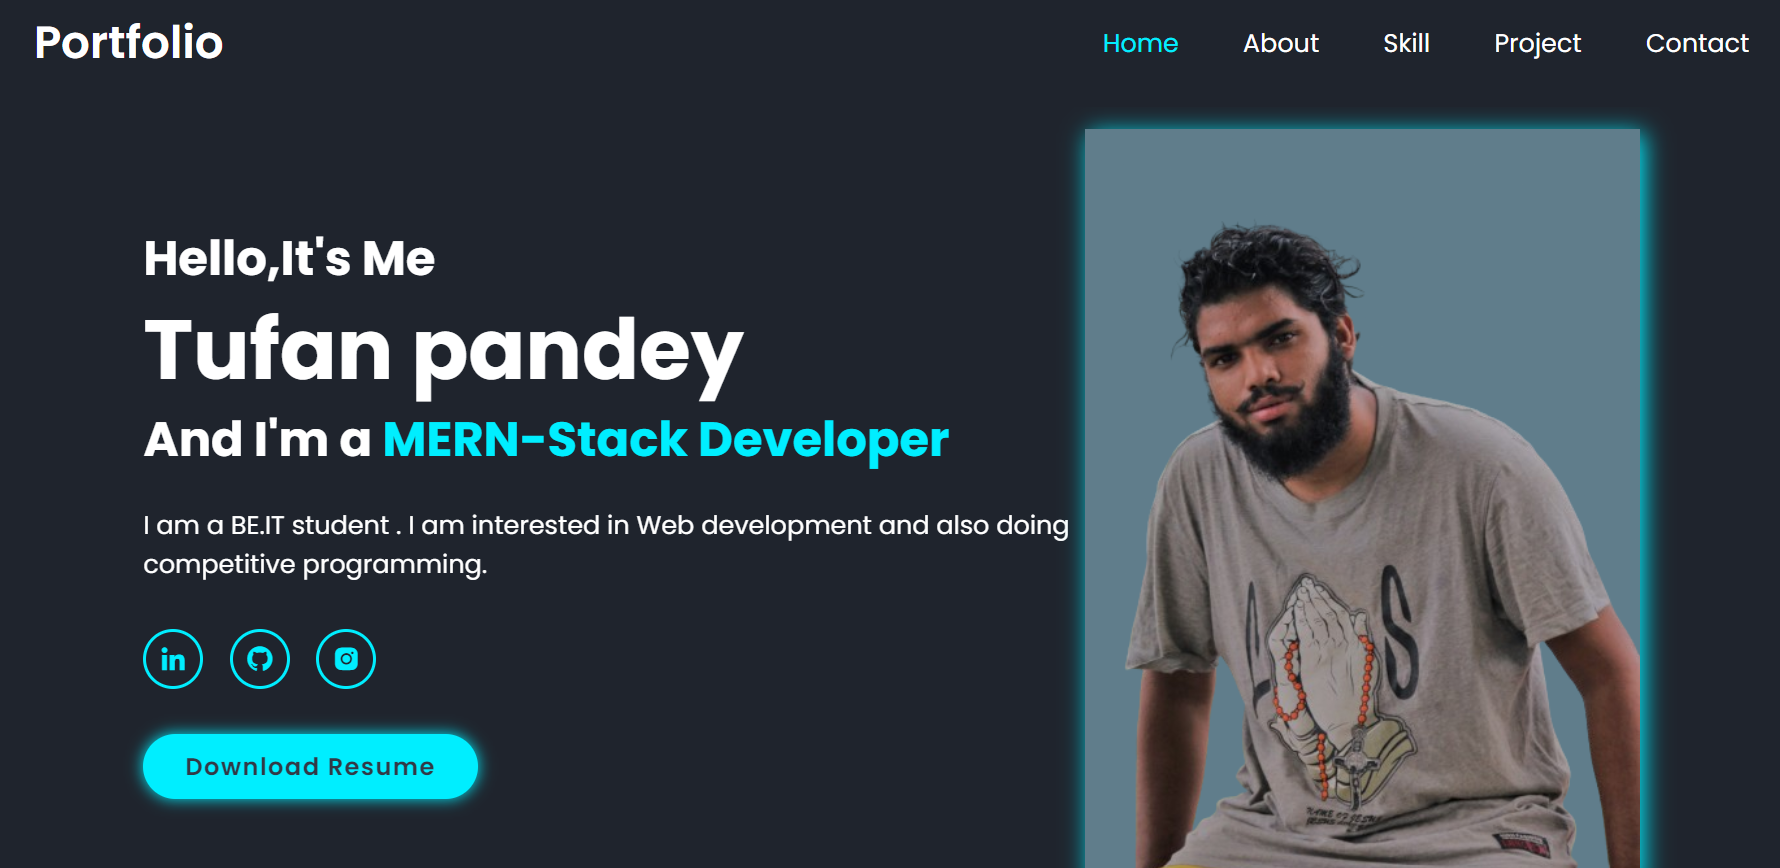 Portfolio
Home About Skill Project Contact
Hello,It's Me
Tufan pandey
And I'm a MERN-Stack Developer
I am a BE.IT student . I am interested in Web development and also doing
competitive programming.
in
Download Resume